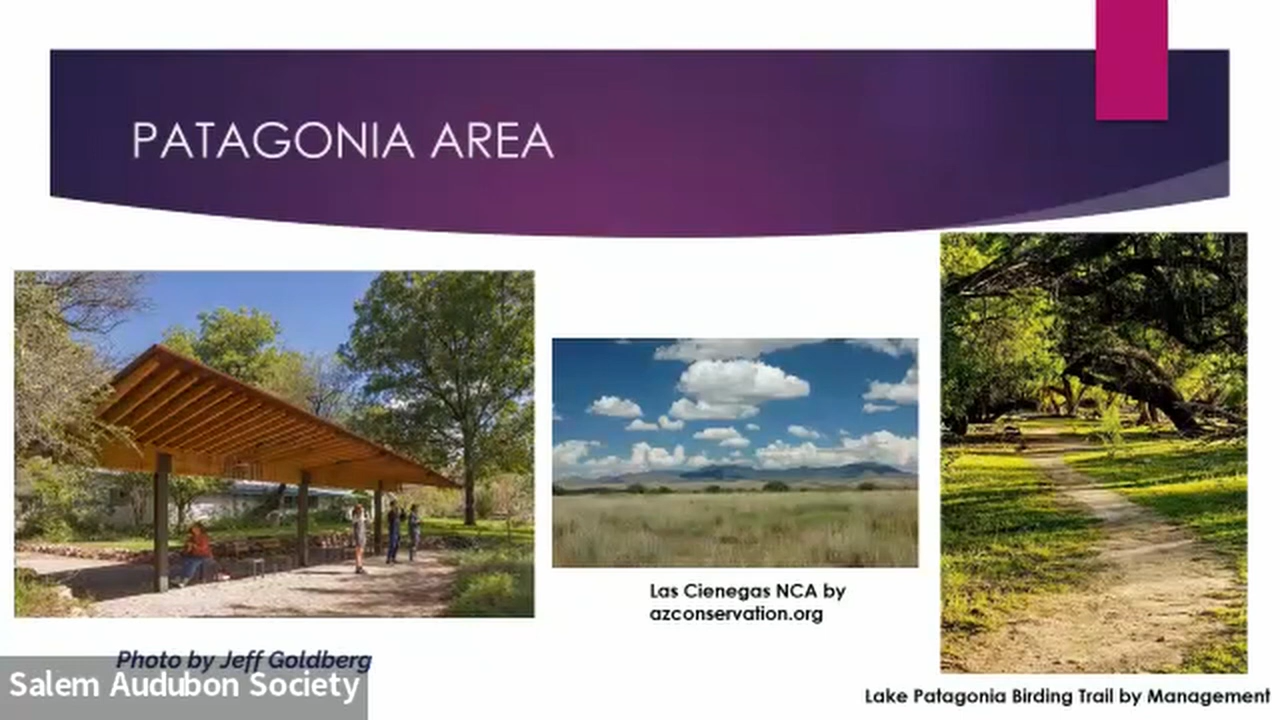 PATAGONIA AREA
Las Cienegas NCA by
azconservation.org
Photo by Jeff Goldberg
Salem Audubon Society
Lake Patagonia Birding Trail by Management